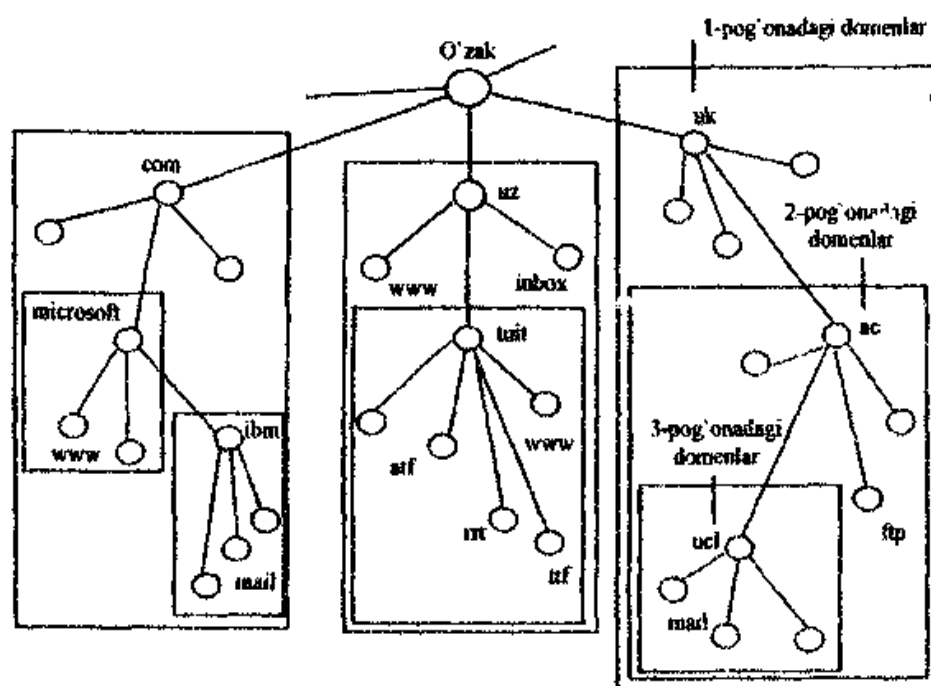 1-pog`onadagi domenlar
O`zak
uk
com
uz
2-pog`onadagi
domenlar
www
inbox
microsoft
tuit
ac
ibm
www
www
atf
3-pog`onadagi
domenlar
ftp
ucl
mail
mail